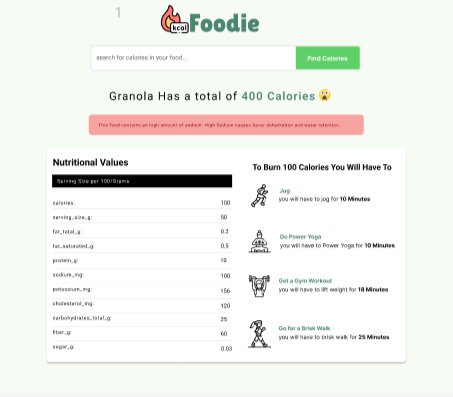 1
kcal
Foodie
search for calories in your food...
Find Calories
Granola Has a total of 400 Calories 😲
This food contains an high amount of sodium. High Sodium causes fever dehydration and water retention.
Nutritional Values
Serving Size per 100/Grams
calories: 100
serving_size_g: 50
fat_total_g: 0.2
fat_saturated_g: 0.5
protein_g: 10
sodium_mg: 100
potassium_mg: 156
cholesterol_mg: 120
carbohydrates_total_g: 25
fiber_g: 60
sugar_g: 0.03
To Burn 100 Calories You Will Have To
Jog
you will have to jog for 10 Minutes
Do Power Yoga
you will have to Power Yoga for 10 Minutes
Get a Gym Workout
you will have to lift weight for 18 Minutes
Go for a Brisk Walk
you will have to brisk walk for 25 Minutes